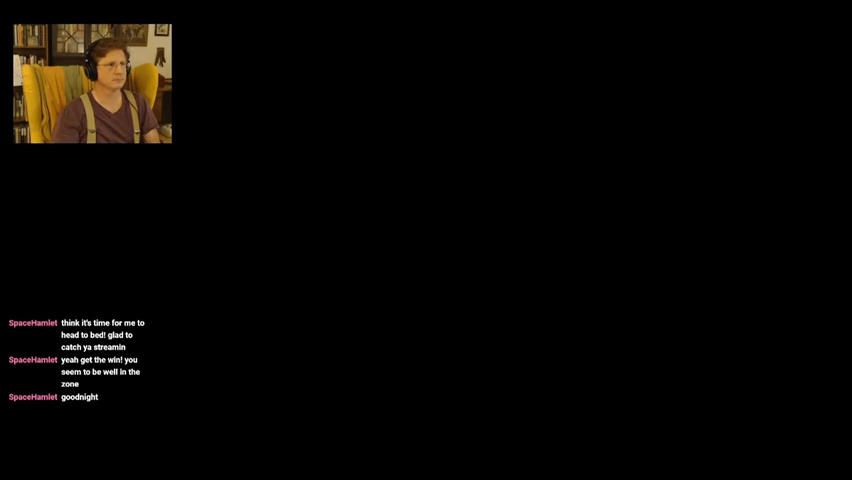 SpaceHamlet think it's time for me to
head to bed! glad to
catch ya streamin
SpaceHamlet yeah get the win! you
seem to be well in the
zone
SpaceHamlet goodnight